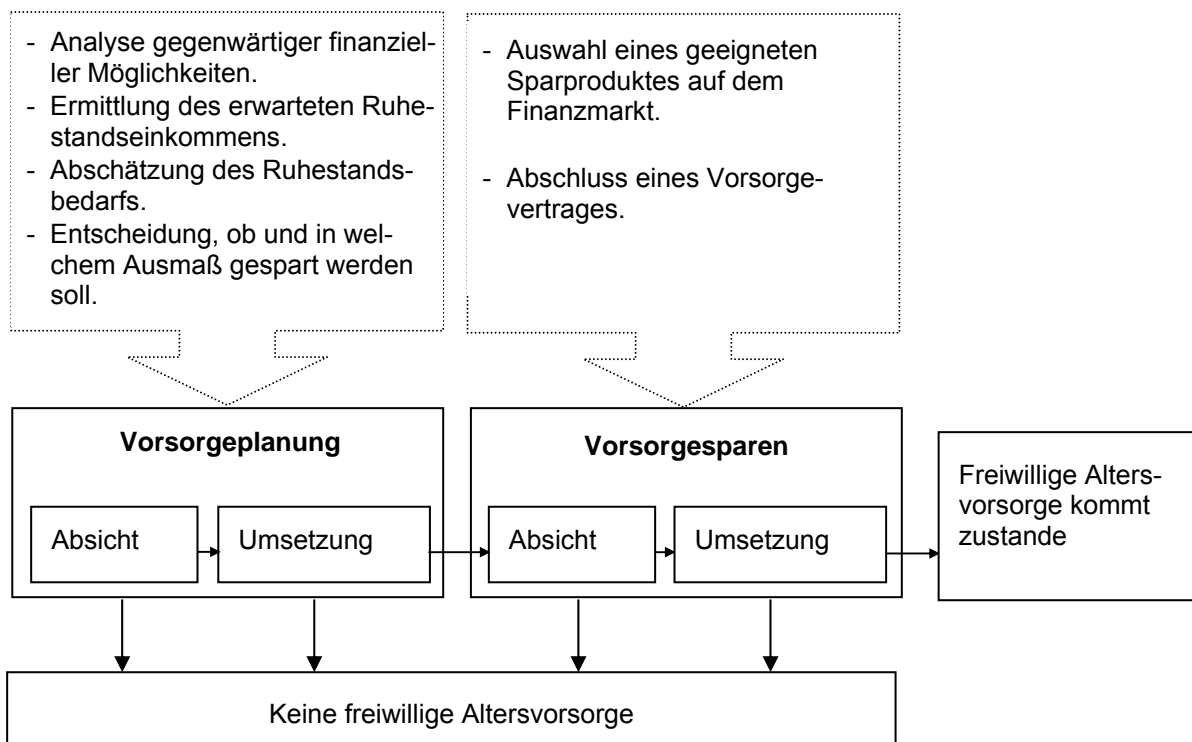 - Analyse gegenwärtiger finanziel-
ler Möglichkeiten.
- Ermittlung des erwarteten Ruhe-
standseinkommens.
- Abschätzung des Ruhestands-
bedarfs.
- Entscheidung, ob und in wel-
chem Ausmaß gespart werden
soll.
- Auswahl eines geeigneten
Sparproduktes auf dem
Finanzmarkt.
- Abschluss eines Vorsorge-
vertrages.
Vorsorgeplanung
Absicht
Umsetzung
Vorsorgesparen
Absicht
Umsetzung
Freiwillige Alters-
vorsorge kommt
zustande
Keine freiwillige Altersvorsorge